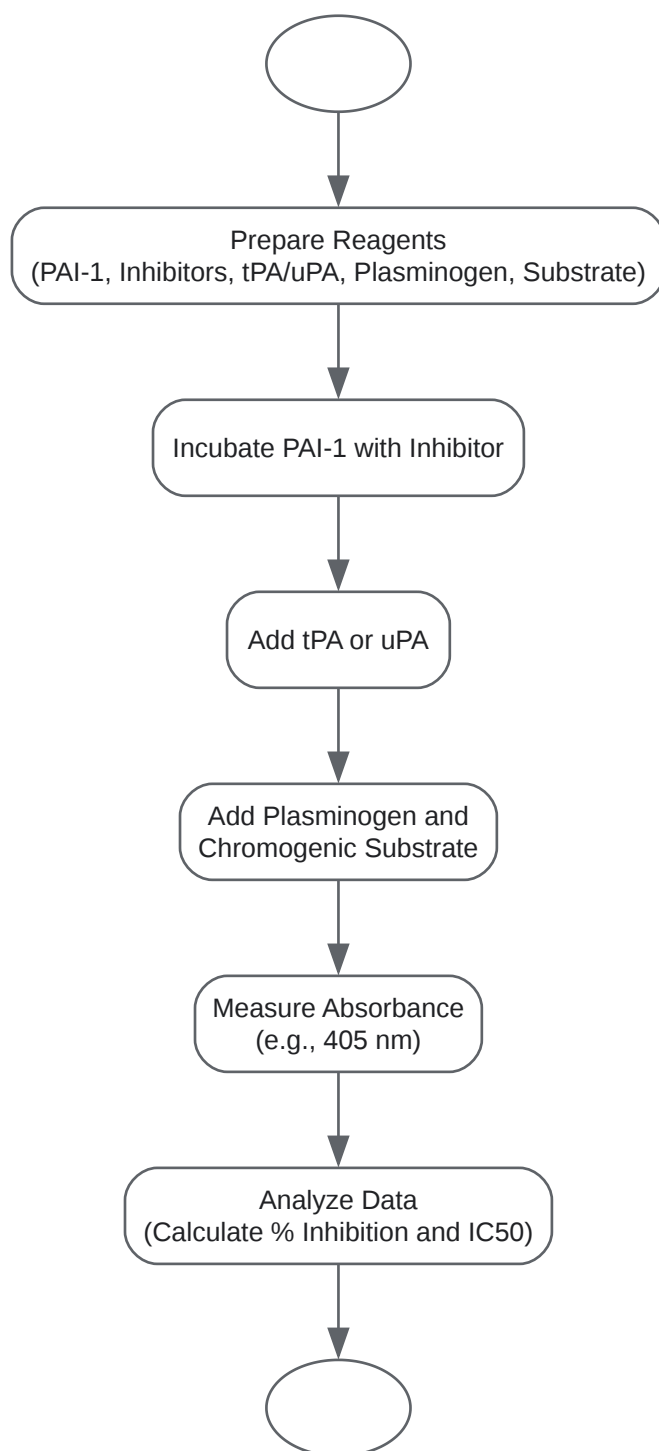 Prepare Reagents
(PAI-1, Inhibitors, tPA/uPA, Plasminogen, Substrate)
Incubate PAI-1 with Inhibitor
Add tPA or uPA
Add Plasminogen and
Chromogenic Substrate
Measure Absorbance
(e.g., 405 nm)
Analyze Data
(Calculate % Inhibition and IC50)